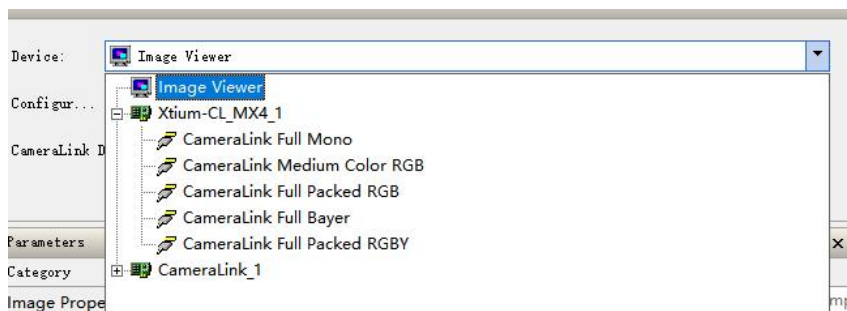 Device:
Image Viewer
Image Viewer
Configur...
Xtium-CL_MX4_1
CameraLink Full Mono
CameraLink D
CameraLink Medium Color RGB
CameraLink Full Packed RGB
CameraLink Full Bayer
Parameters
CameraLink Full Packed RGBY
Category
CameraLink_1
Image Prope